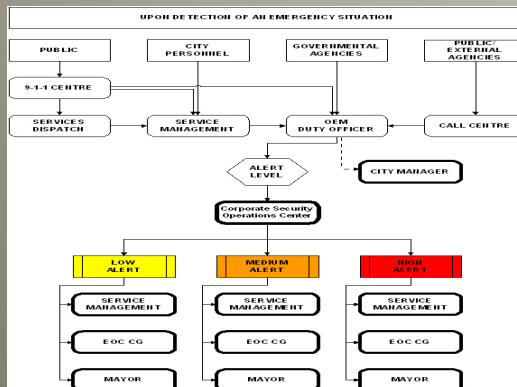 UPON DETECTION OF AN EMERGENCY SITUATION
PUBLIC
CITY
PERSONNEL
GOVERNMENTAL
AGENCIES
PUBLIC/
EXTERNAL
AGENCIES
9-1-1 CENTRE
SERVICES
DISPATCH
SERVICE
MANAGEMENT
OEM
DUTY OFFICER
CALL CENTRE
ALERT
LEVEL
CITY MANAGER
Corporate Security
Operations Center
LOW
ALERT
MEDIUM
ALERT
HIGH
ALERT
SERVICE
MANAGEMENT
SERVICE
MANAGEMENT
SERVICE
MANAGEMENT
EOC CG
EOC CG
EOC CG
MAYOR
MAYOR
MAYOR